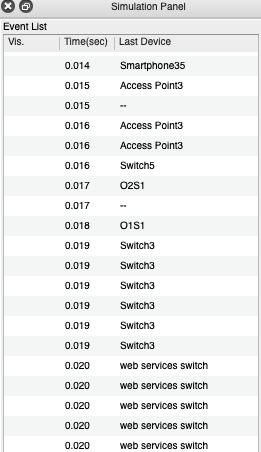 Simulation Panel
Event List
Vis. Time(sec) Last Device
0.014 Smartphone35
0.015 Access Point3
0.015 --
0.016 Access Point3
0.016 Access Point3
0.016 Switch5
0.017 O2S1
0.017 --
0.018 O1S1
0.019 Switch3
0.019 Switch3
0.019 Switch3
0.019 Switch3
0.019 Switch3
0.019 Switch3
0.020 web services switch
0.020 web services switch
0.020 web services switch
0.020 web services switch
0.020 web services switch